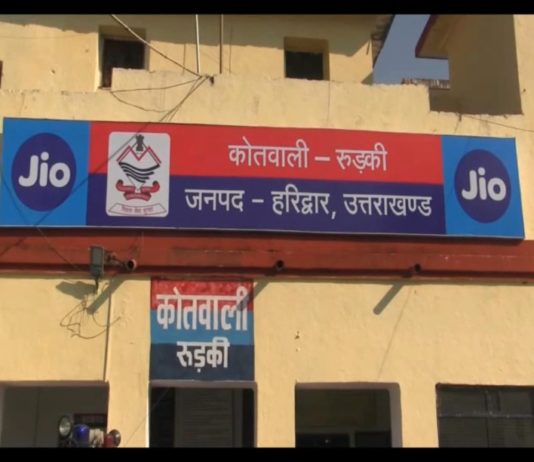 Jio
कोतवाली – रुड़की
जनपद – हरिद्वार, उत्तराखण्ड
Jio
कोतवाली
रुड़की